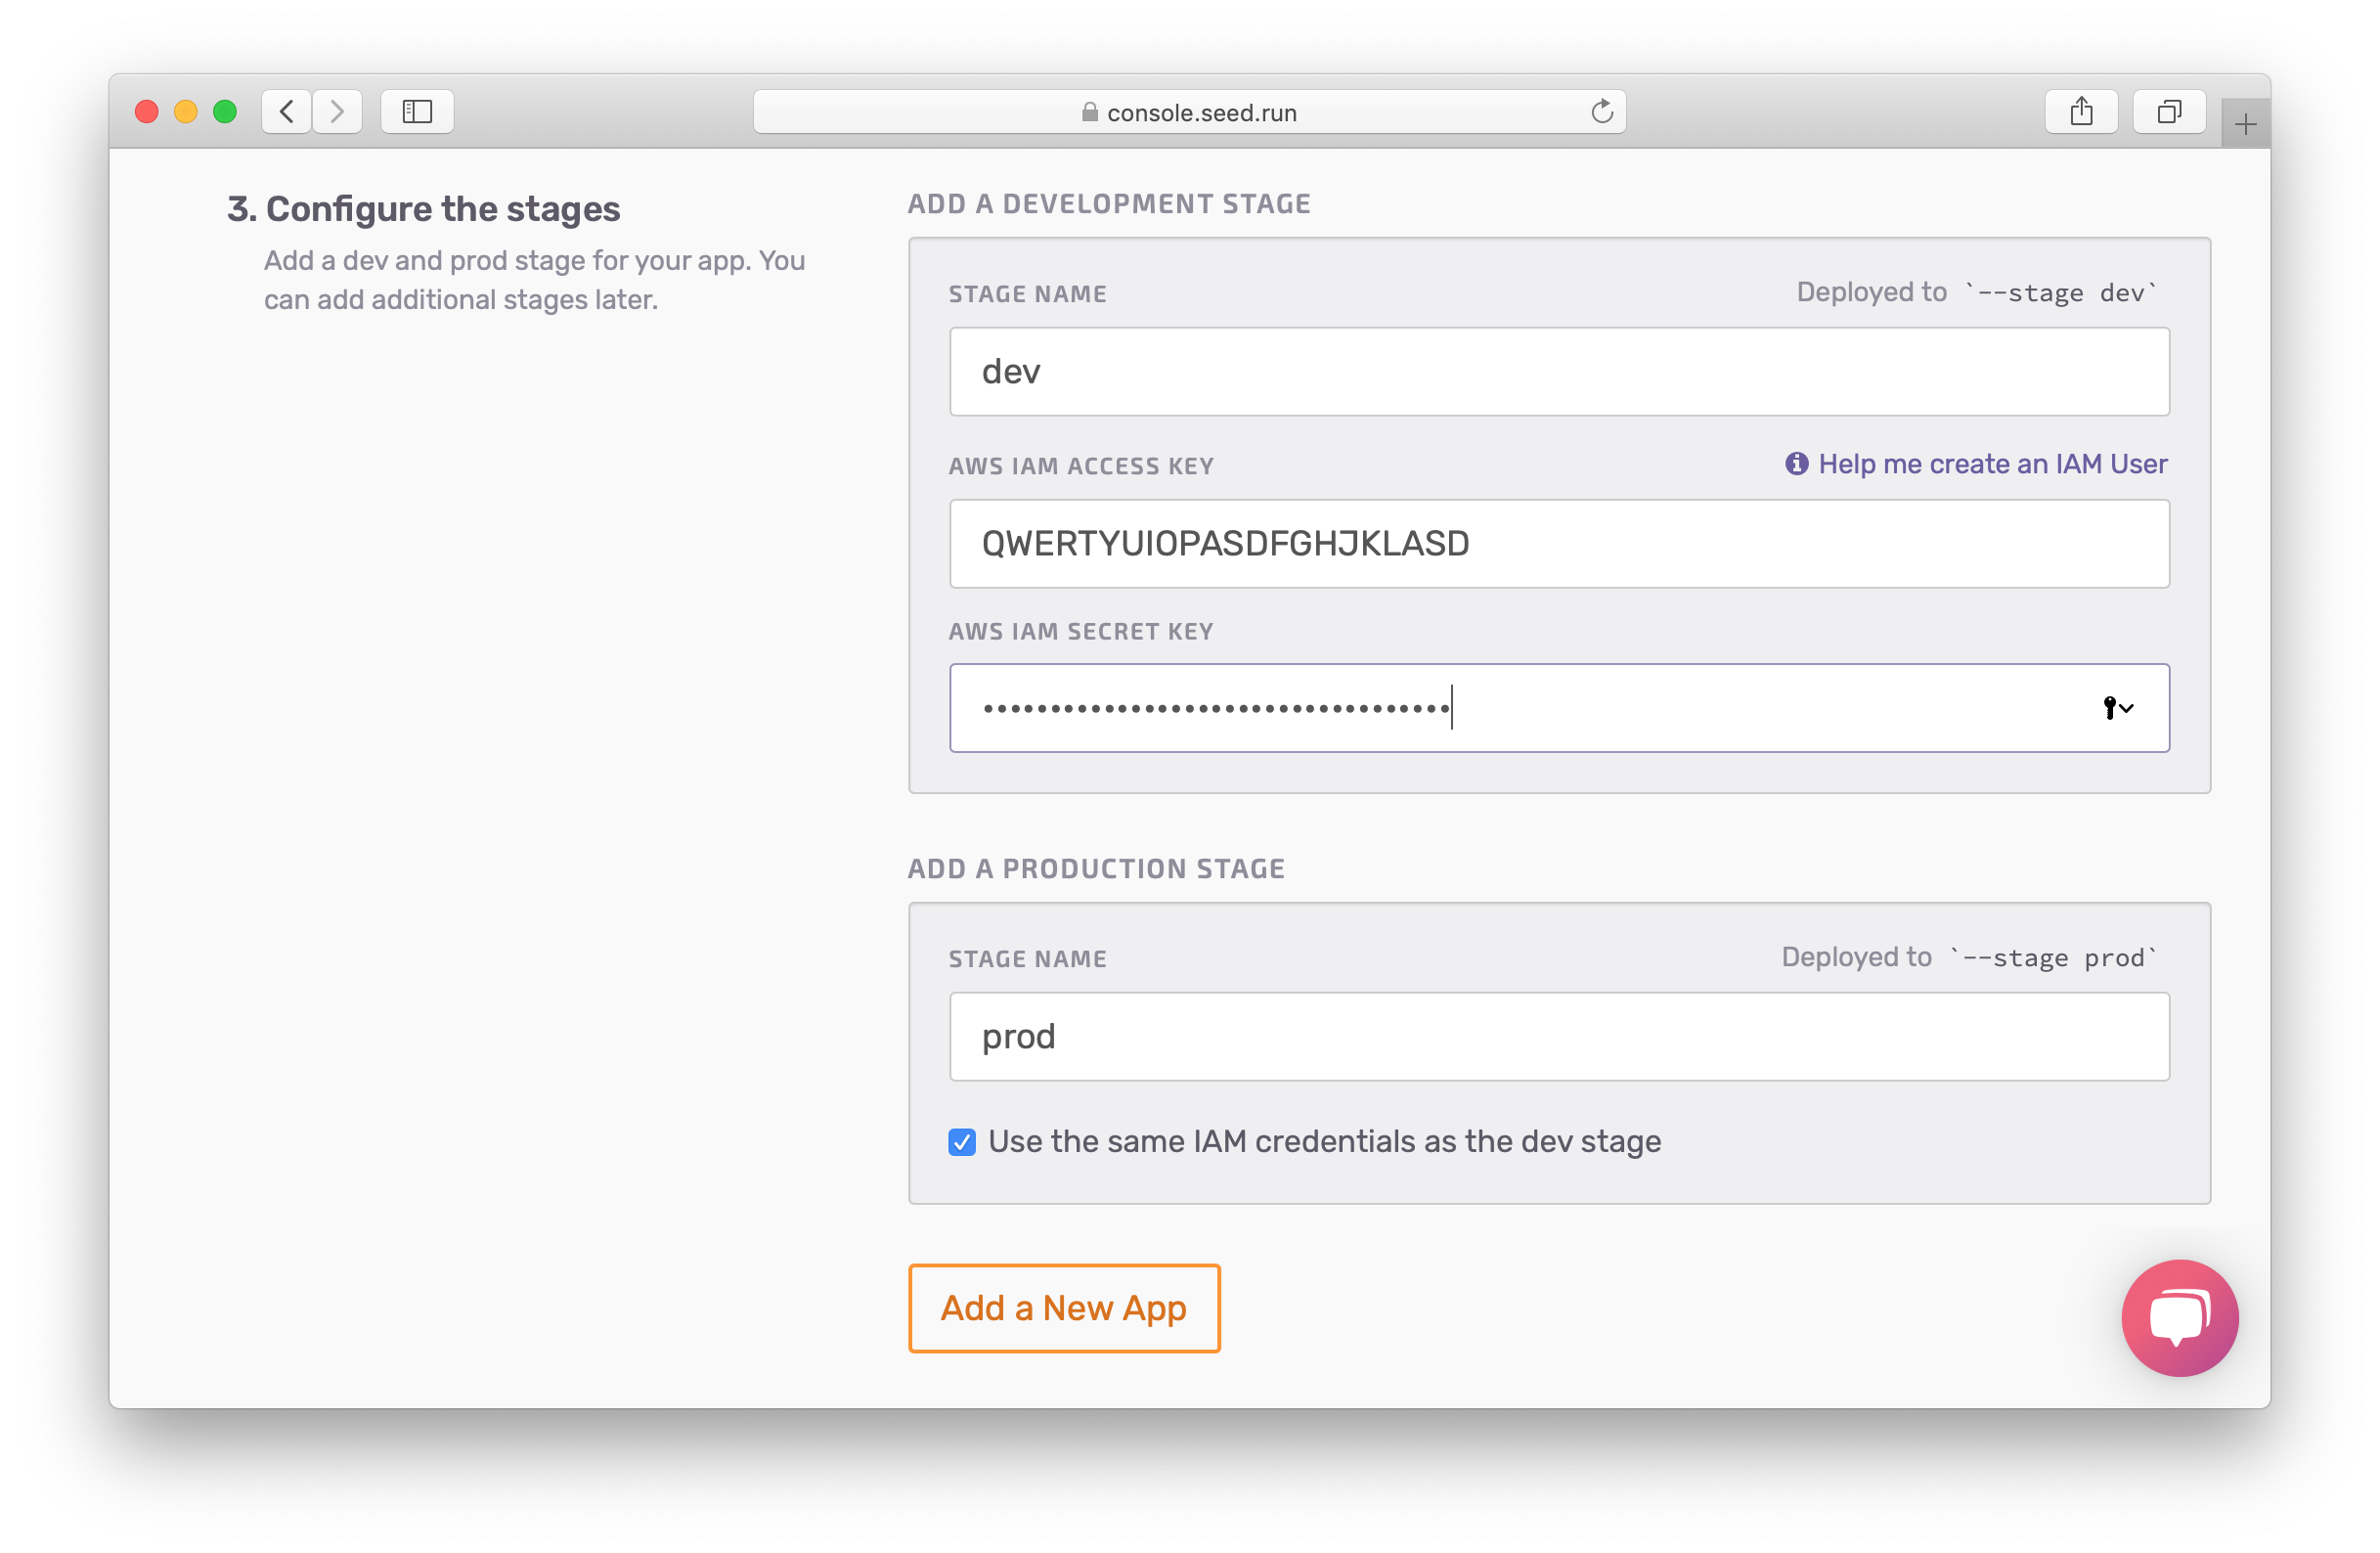 console.seed.run
3. Configure the stages
Add a dev and prod stage for your app. You
can add additional stages later.
ADD A DEVELOPMENT STAGE
STAGE NAME
Deployed to `--stage dev`
dev
AWS IAM ACCESS KEY
Help me create an IAM User
QWERTYUIOPASDFGHJKLASD
AWS IAM SECRET KEY
•••••••••••••••••••••••••••••••••••
ADD A PRODUCTION STAGE
STAGE NAME
Deployed to `--stage prod`
prod
Use the same IAM credentials as the dev stage
Add a New App